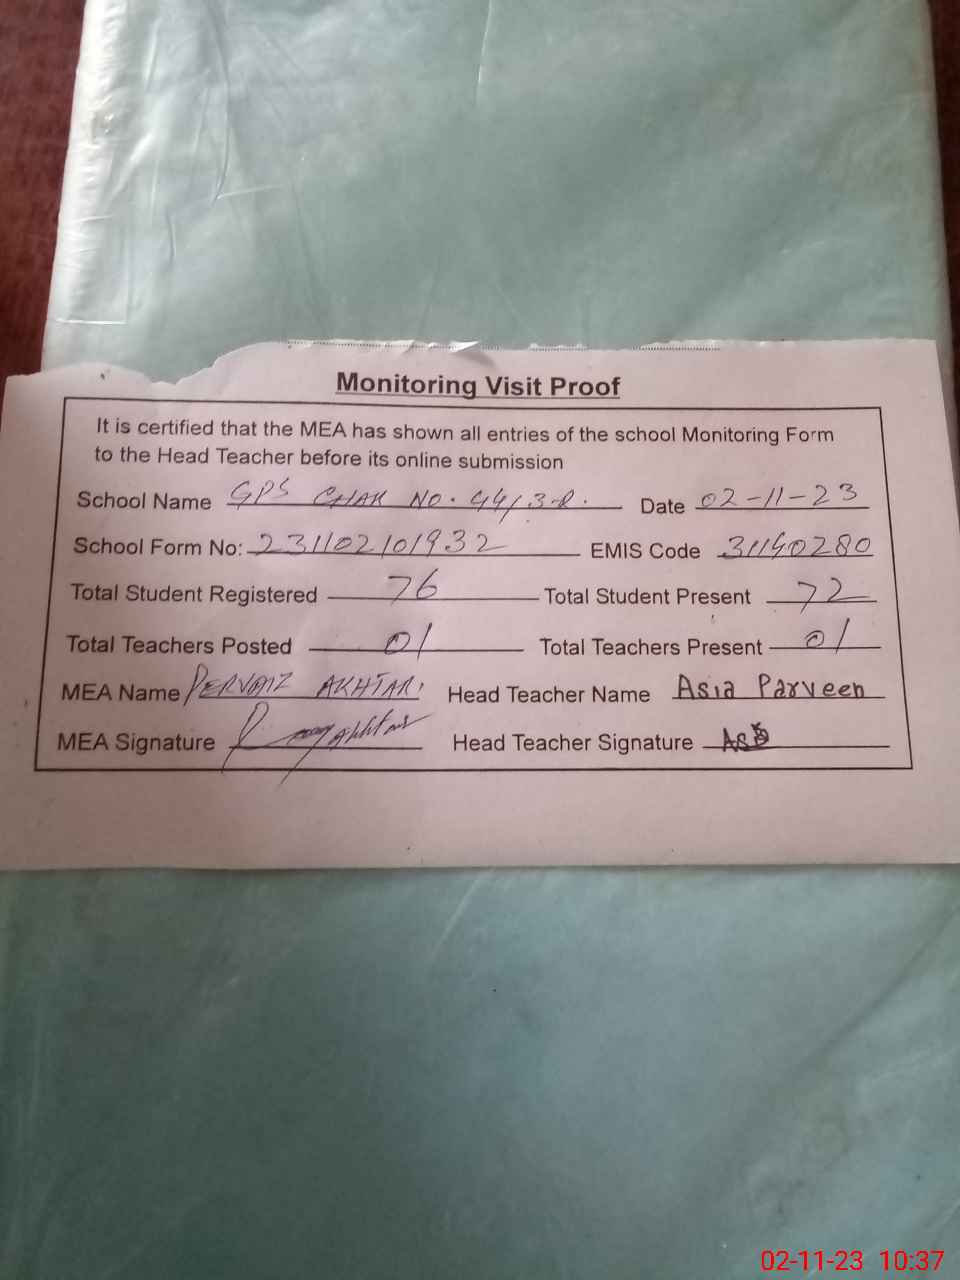 Monitoring Visit Proof
It is certified that the MEA has shown all entries of the school Monitoring Form
to the Head Teacher before its online submission
School Name GPS CHAK NO. 44/3-R. Date 02-11-23
School Form No: 231102101932 EMIS Code 31140280
Total Student Registered 76 Total Student Present 72
Total Teachers Posted 01 Total Teachers Present 01
MEA Name PERVAIZ AKHTAR. Head Teacher Name Asia Parveen
MEA Signature Head Teacher Signature
02-11-23 10:37